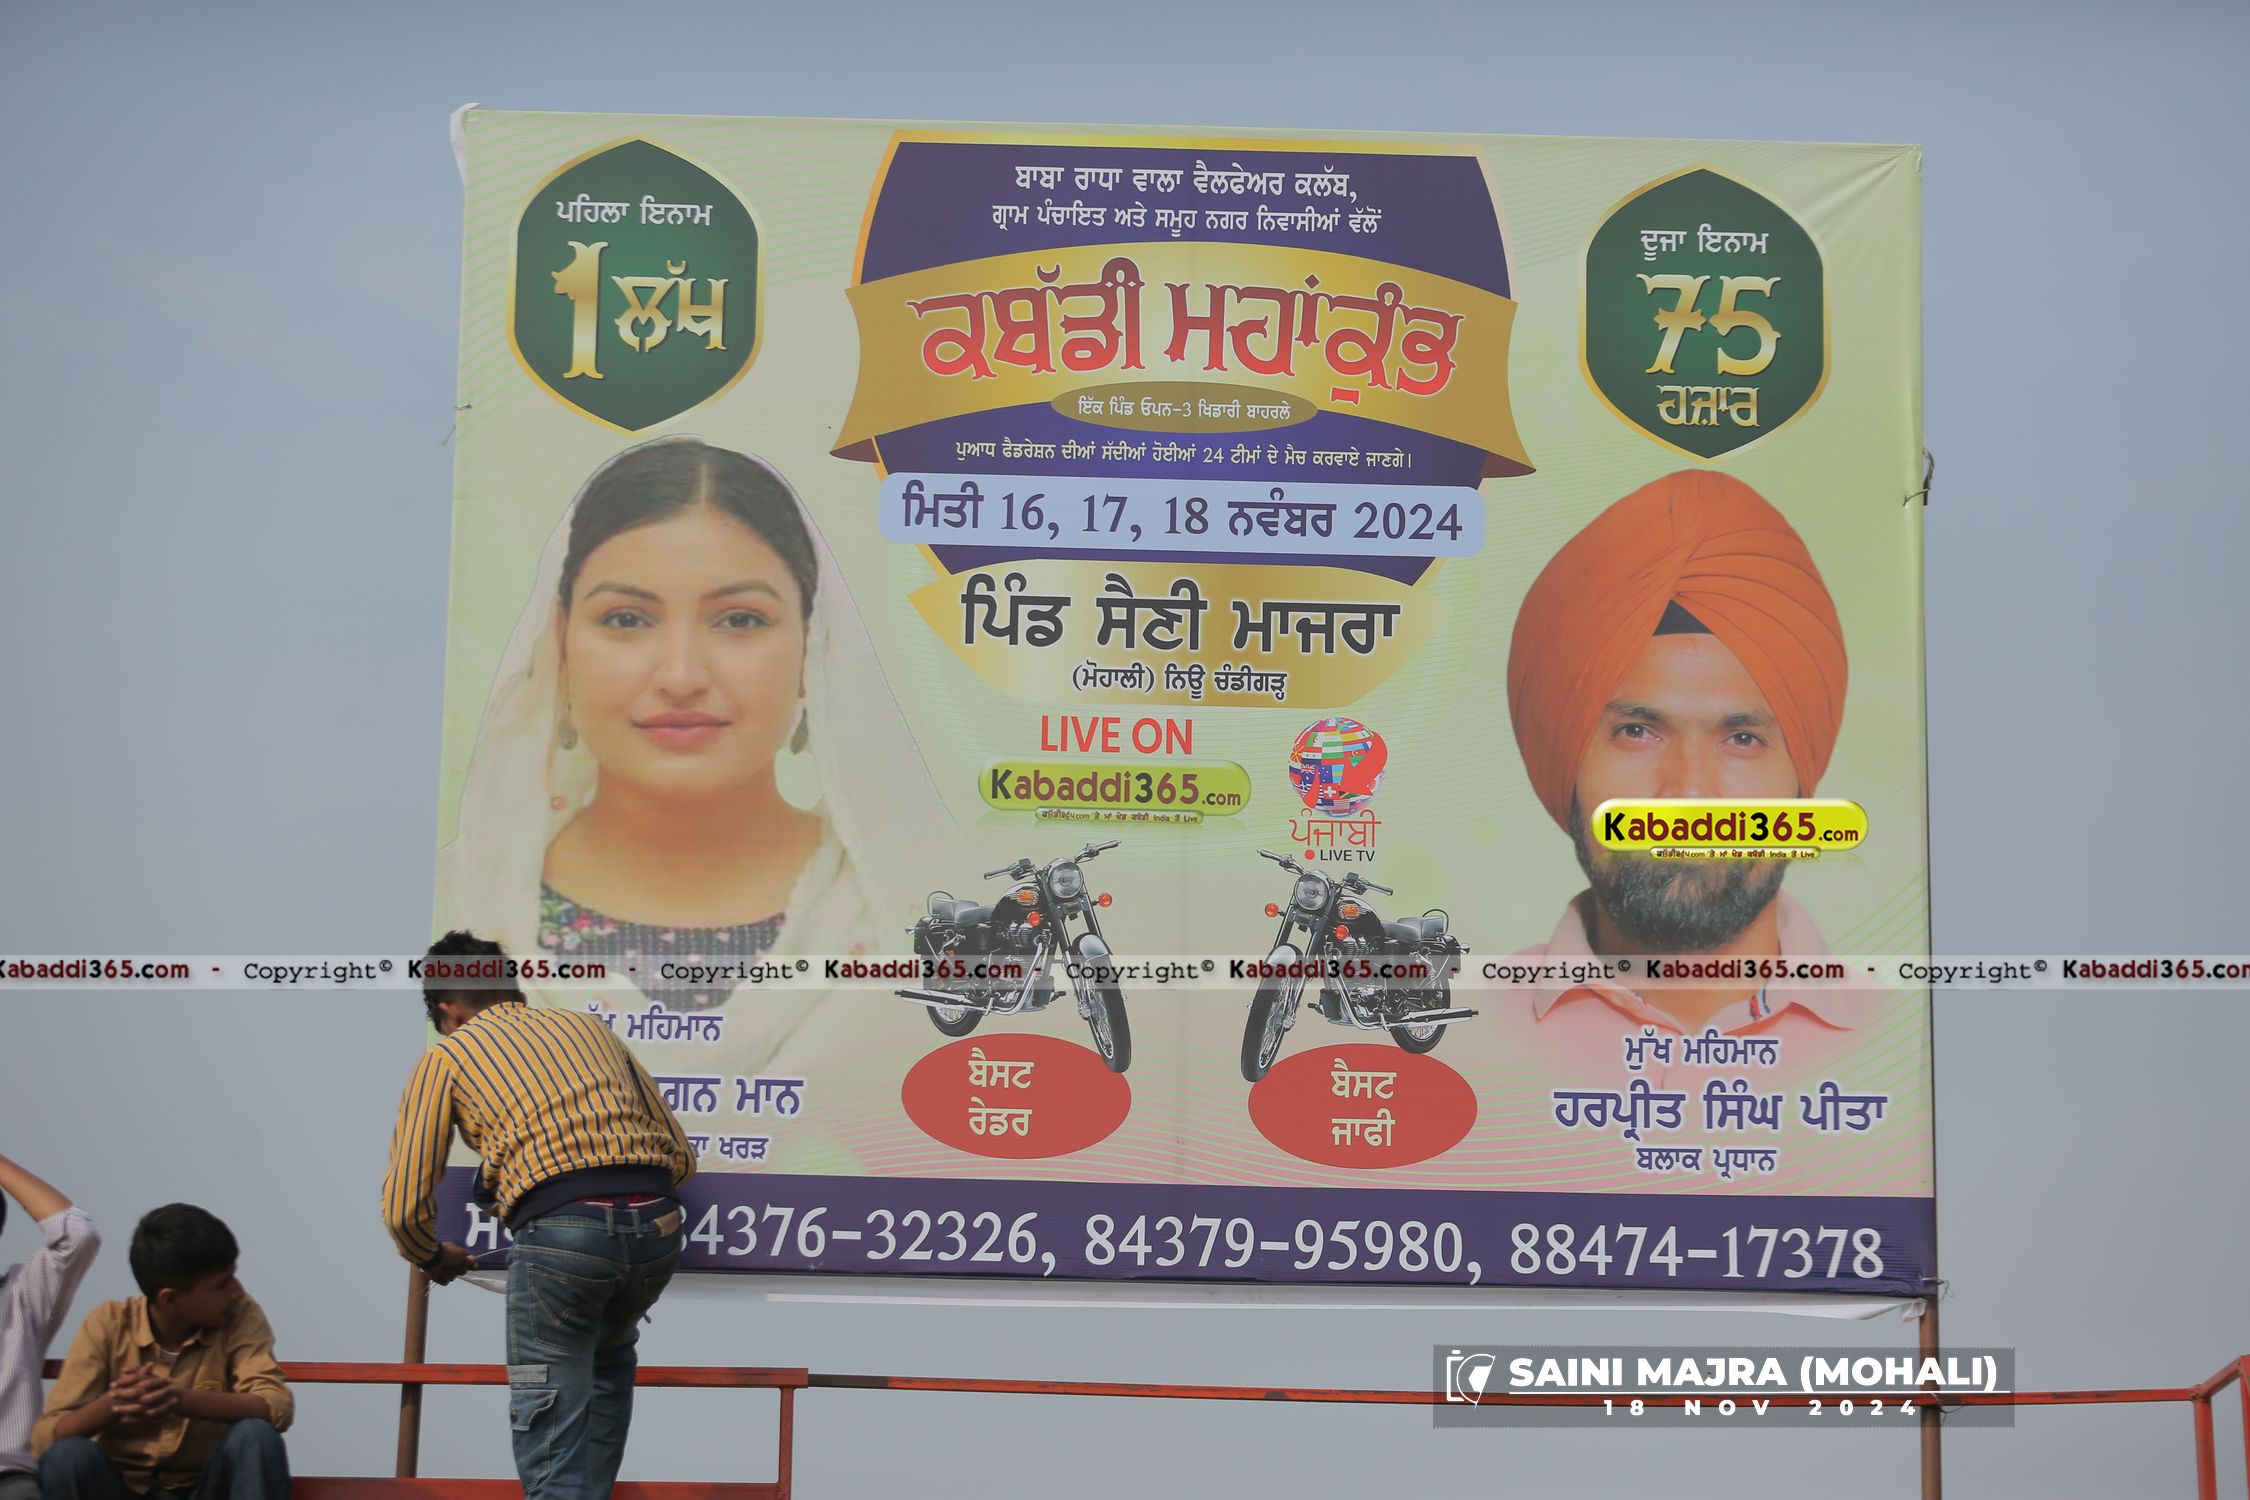 ਪਹਿਲਾ ਇਨਾਮ
1 ਲੱਖ
ਬਾਬਾ ਰਾਧਾ ਵਾਲਾ ਵੈਲਫੇਅਰ ਕਲੱਬ,
ਗ੍ਰਾਮ ਪੰਚਾਇਤ ਅਤੇ ਸਮੂਹ ਨਗਰ ਨਿਵਾਸੀਆਂ ਵੱਲੋਂ
ਕਬੱਡੀ ਮਹਾਂਕੁੰਭ
ਇੱਕ ਪਿੰਡ ਓਪਨ-3 ਖਿਡਾਰੀ ਬਾਹਰਲੇ
ਪੁਆਧ ਫੈਡਰੇਸ਼ਨ ਦੀਆਂ ਸੱਦੀਆਂ ਹੋਈਆਂ 24 ਟੀਮਾਂ ਦੇ ਮੈਚ ਕਰਵਾਏ ਜਾਣਗੇ।
ਮਿਤੀ 16, 17, 18 ਨਵੰਬਰ 2024
ਪਿੰਡ ਸੈਣੀ ਮਾਜਰਾ
(ਮੋਹਾਲੀ) ਨਿਊ ਚੰਡੀਗੜ੍ਹ
ਦੂਜਾ ਇਨਾਮ
75
ਹਜ਼ਾਰ
LIVE ON
Kabaddi365.com
ਪੰਜਾਬੀ
LIVE TV
Kabaddi365.com
Kabaddi365.com - Copyright© Kabaddi365.com - Copyright© Kabaddi365.com - Copyright© Kabaddi365.com - Copyright© Kabaddi365.com - Copyright© Kabaddi365.com
ਮਹਿਮਾਨ
ਮਾਨ
ਖਰੜ
ਬੈਸਟ
ਰੇਡਰ
ਬੈਸਟ
ਜਾਫੀ
ਮੁੱਖ ਮਹਿਮਾਨ
ਹਰਪ੍ਰੀਤ ਸਿੰਘ ਪੀਤਾ
ਬਲਾਕ ਪ੍ਰਧਾਨ
84376-32326, 84379-95980, 88474-17378
SAINI MAJRA (MOHALI)
18 NOV 2024